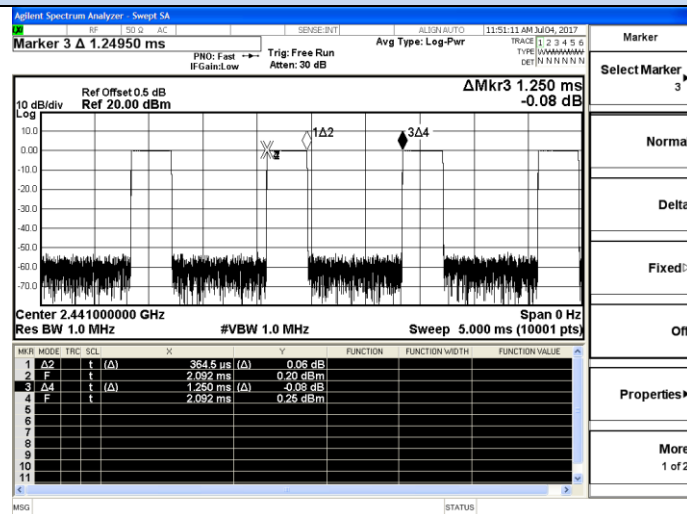 Agilent Spectrum Analyzer - Swept SA
RF 50 Ω AC SENSE:INT ALIGN AUTO 11:51:11 AM Jul 04, 2017
Marker 3 Δ 1.24950 ms
PNO: Fast
IFGain:Low
Trig: Free Run
Atten: 30 dB
Avg Type: Log-Pwr
TRACE 1 2 3 4 5 6
TYPE WWWWWW
DET N N N N N N
Ref Offset 0.5 dB
10 dB/div Ref 20.00 dBm
Log
ΔMkr3 1.250 ms
-0.08 dB
10.0
0.00
-10.0
-20.0
-30.0
-40.0
-50.0
-60.0
-70.0
1Δ2
3Δ4
Center 2.441000000 GHz Span 0 Hz
Res BW 1.0 MHz #VBW 1.0 MHz Sweep 5.000 ms (10001 pts)
MKR MODE TRC SCL X Y FUNCTION FUNCTION WIDTH FUNCTION VALUE
1 Δ2 t (Δ) 364.5 µs (Δ) 0.06 dB
2 F t 2.092 ms 0.20 dBm
3 Δ4 t (Δ) 1.250 ms (Δ) -0.08 dB
4 F t 2.092 ms 0.25 dBm
5
6
7
8
9
10
11
MSG STATUS
Marker
Select Marker
3
Norma
Delta
Fixed
Off
Properties
More
1 of 2